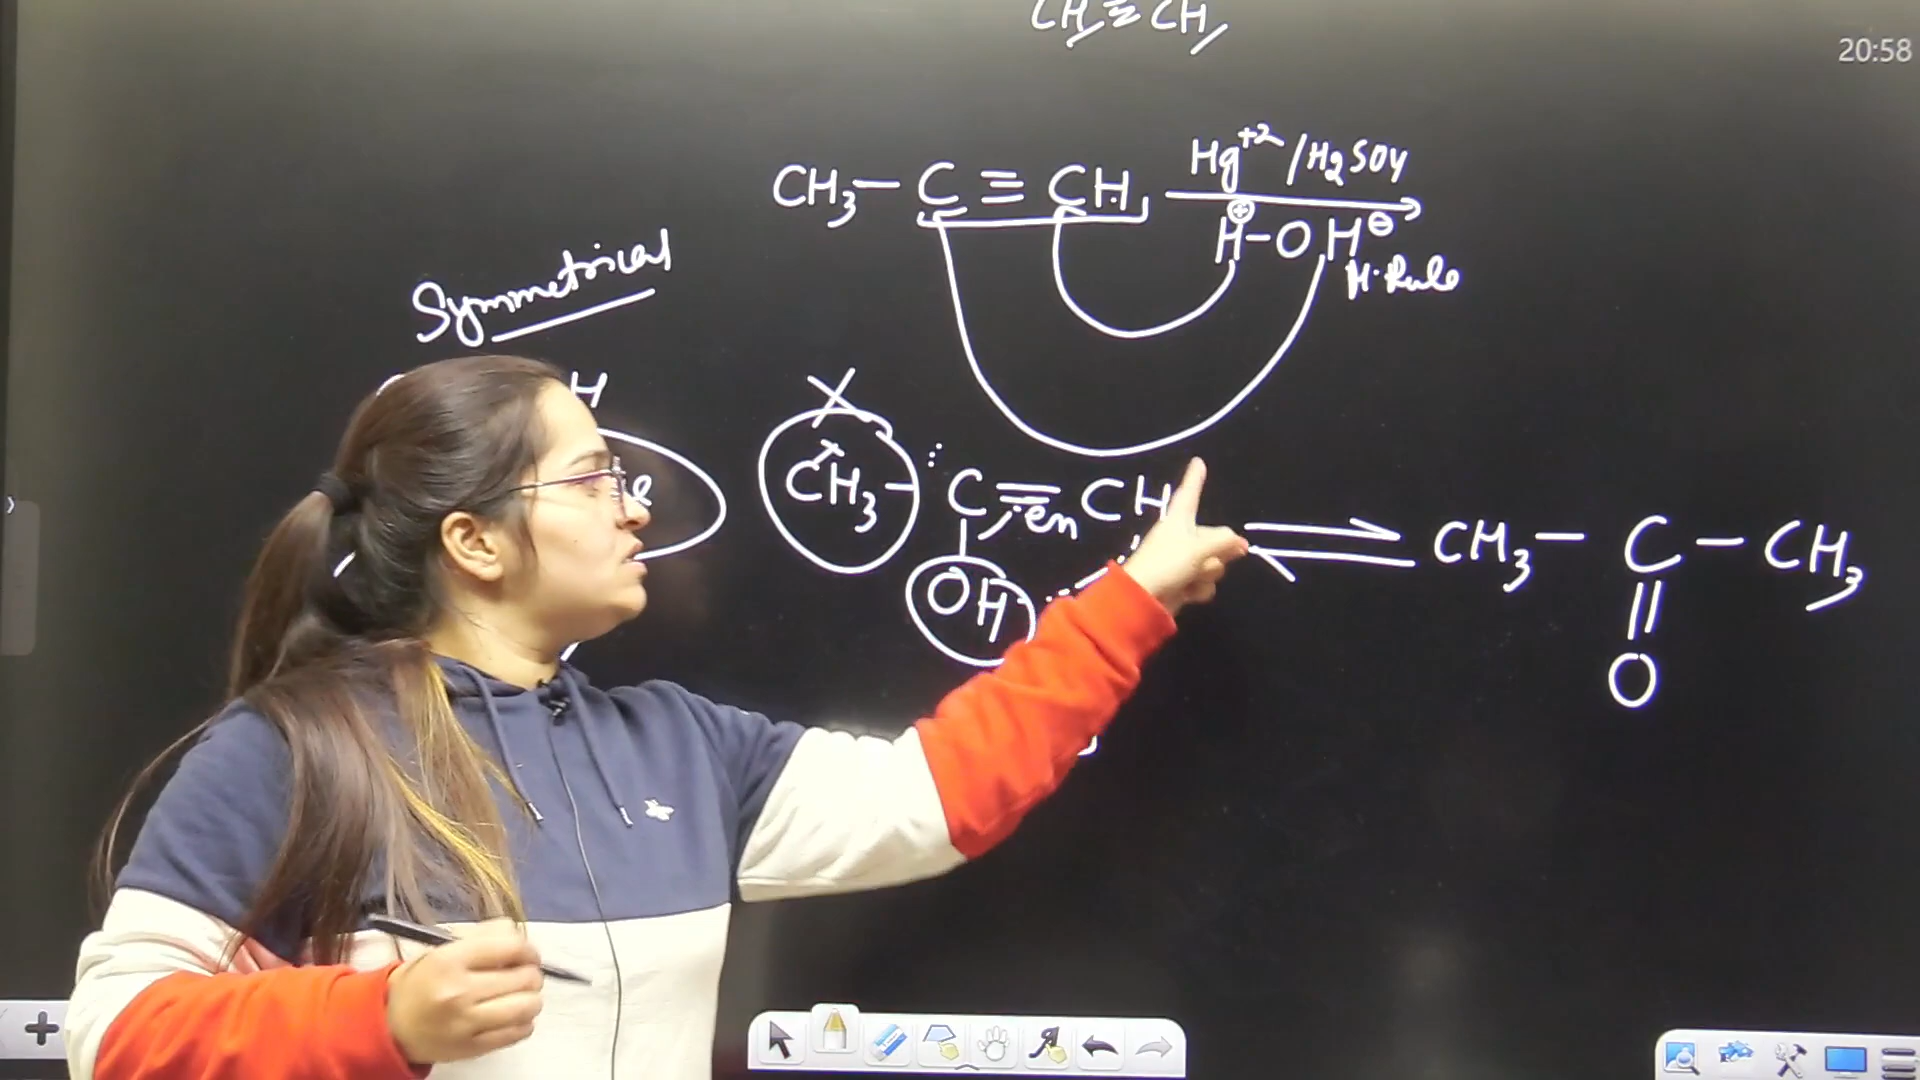 CH ≡ CH
20:58
Hg+2/H2SO4
CH3– C ≡ CH
⊕
H–OH⊖
M.Rule
Symmetrical
H
X
CH3– C = CH
en
OH
CH3– C – CH3
||
O